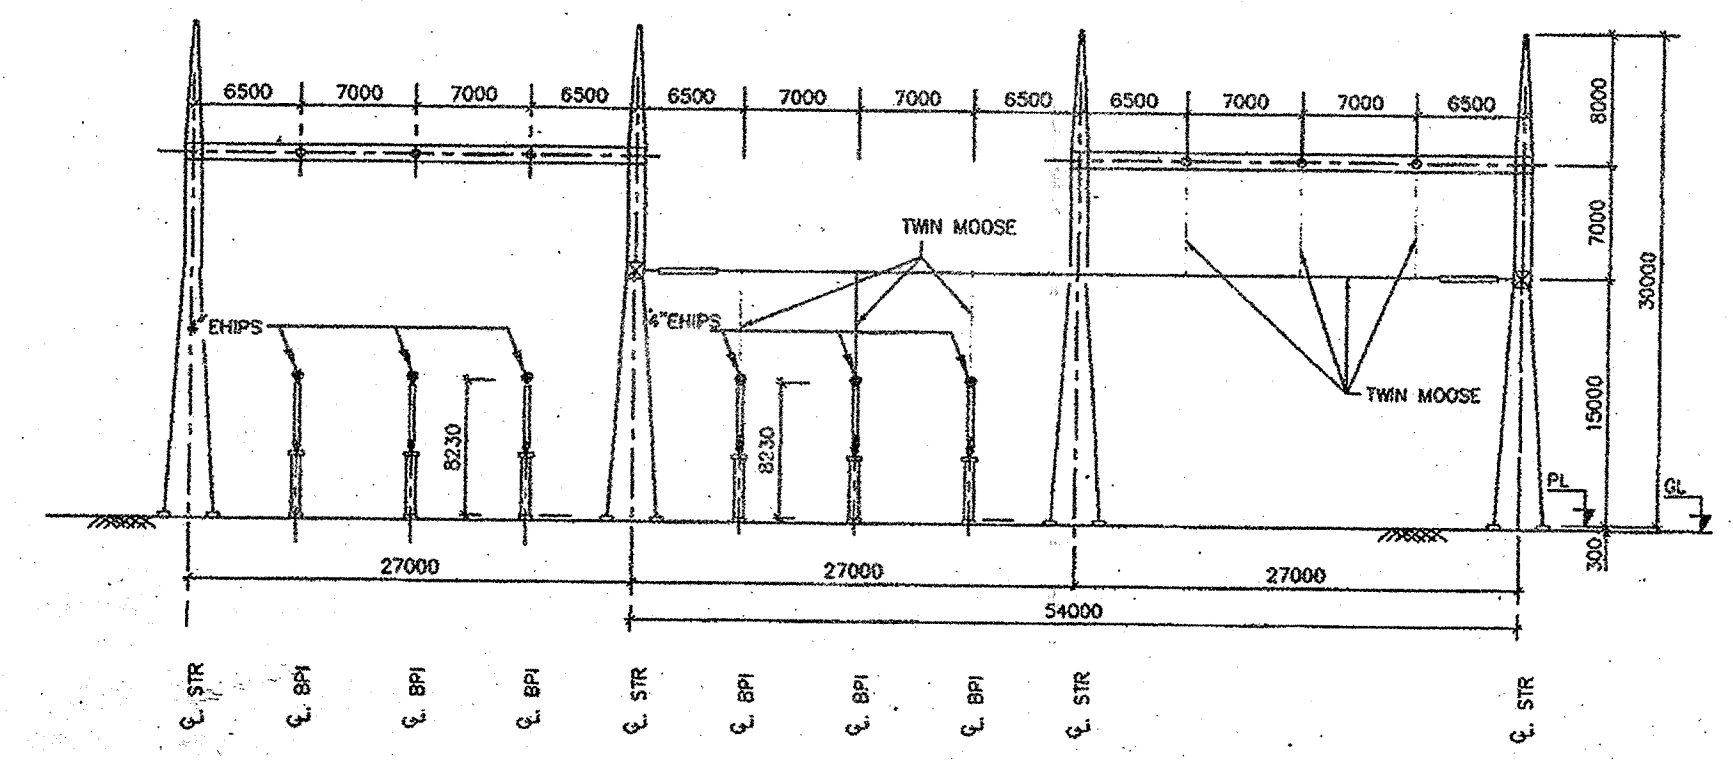 6500 7000 7000 6500 6500 7000 7000 6500 6500 7000 7000 6500
8000
7000
30000
15000
300
TWIN MOOSE
EHIPS
4"EHIPS
8230
8230
TWIN MOOSE
PL
GL
27000
27000
27000
54000
℄ STR
℄ BPI
℄ BPI
℄ BPI
℄ STR
℄ BPI
℄ BPI
℄ BPI
℄ STR
℄ STR